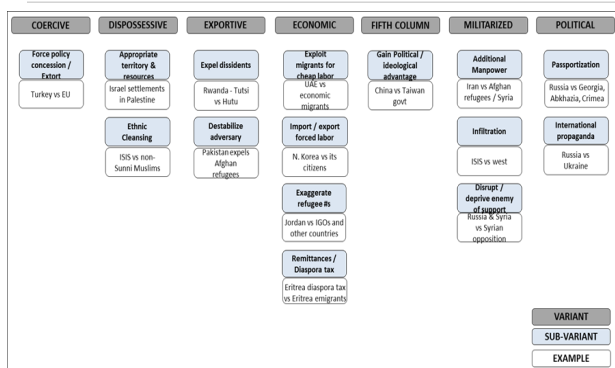 COERCIVE
Force policy
concession /
Extort
Turkey vs EU
DISPOSSESSIVE
Appropriate
territory &
resources
Israel settlements
in Palestine
Ethnic
Cleansing
ISIS vs non-
Sunni Muslims
EXPORTIVE
Expel dissidents
Rwanda - Tutsi
vs Hutu
Destabilize
adversary
Pakistan expels
Afghan
refugees
ECONOMIC
Exploit
migrants for
cheap labor
UAE vs
economic
migrants
Import / export
forced labor
N. Korea vs its
citizens
Exaggerate
refugee #s
Jordan vs IGOs and
other countries
Remittances /
Diaspora tax
Eritrea diaspora tax
vs Eritrea emigrants
FIFTH COLUMN
Gain Political /
ideological
advantage
China vs Taiwan
govt
MILITARIZED
Additional
Manpower
Iran vs Afghan
refugees / Syria
Infiltration
ISIS vs west
Disrupt /
deprive enemy
of support
Russia & Syria
vs Syrian
opposition
POLITICAL
Passportization
Russia vs Georgia,
Abkhazia, Crimea
International
propaganda
Russia vs
Ukraine
VARIANT
SUB-VARIANT
EXAMPLE